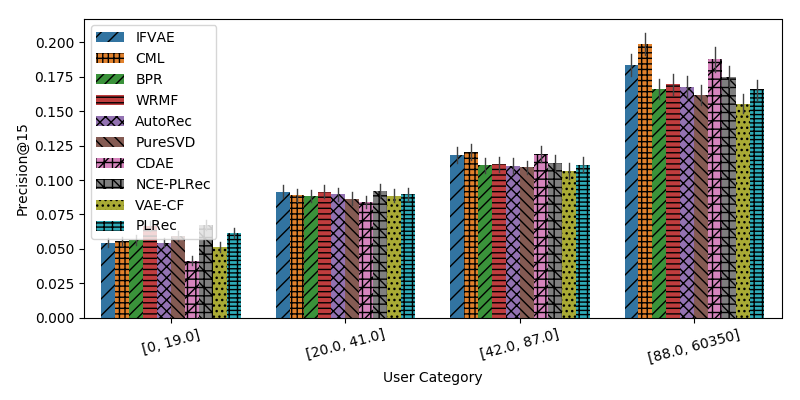 0.200
0.175
0.150
0.125
0.100
0.075
0.050
0.025
0.000
Precision@15
IFVAE
CML
BPR
WRMF
AutoRec
PureSVD
CDAE
NCE-PLRec
VAE-CF
PLRec
[0, 19.0]
[20.0, 41.0]
[42.0, 87.0]
[88.0, 60350]
User Category